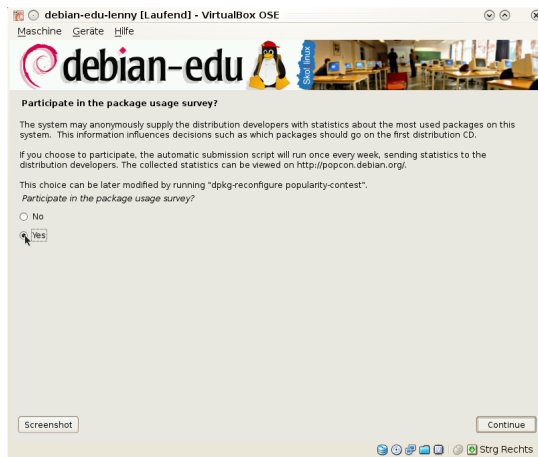 debian-edu-lenny [Laufend] - VirtualBox OSE
Maschine Geräte Hilfe
debian-edu
Skolelinux
Participate in the package usage survey?
The system may anonymously supply the distribution developers with statistics about the most used packages on this
system. This information influences decisions such as which packages should go on the first distribution CD.
If you choose to participate, the automatic submission script will run once every week, sending statistics to the
distribution developers. The collected statistics can be viewed on http://popcon.debian.org/.
This choice can be later modified by running "dpkg-reconfigure popularity-contest".
Participate in the package usage survey?
No
Yes
Screenshot
Continue
Strg Rechts